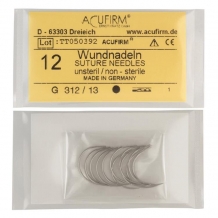 ACUFIRM®
D - 63303 Dreieich www.acufirm.de
Lot: TT050392 ACUFIRM®
12 Wundnadeln
SUTURE NEEDLES
unsteril / non - sterile
MADE IN GERMANY
G 312 / 13 1